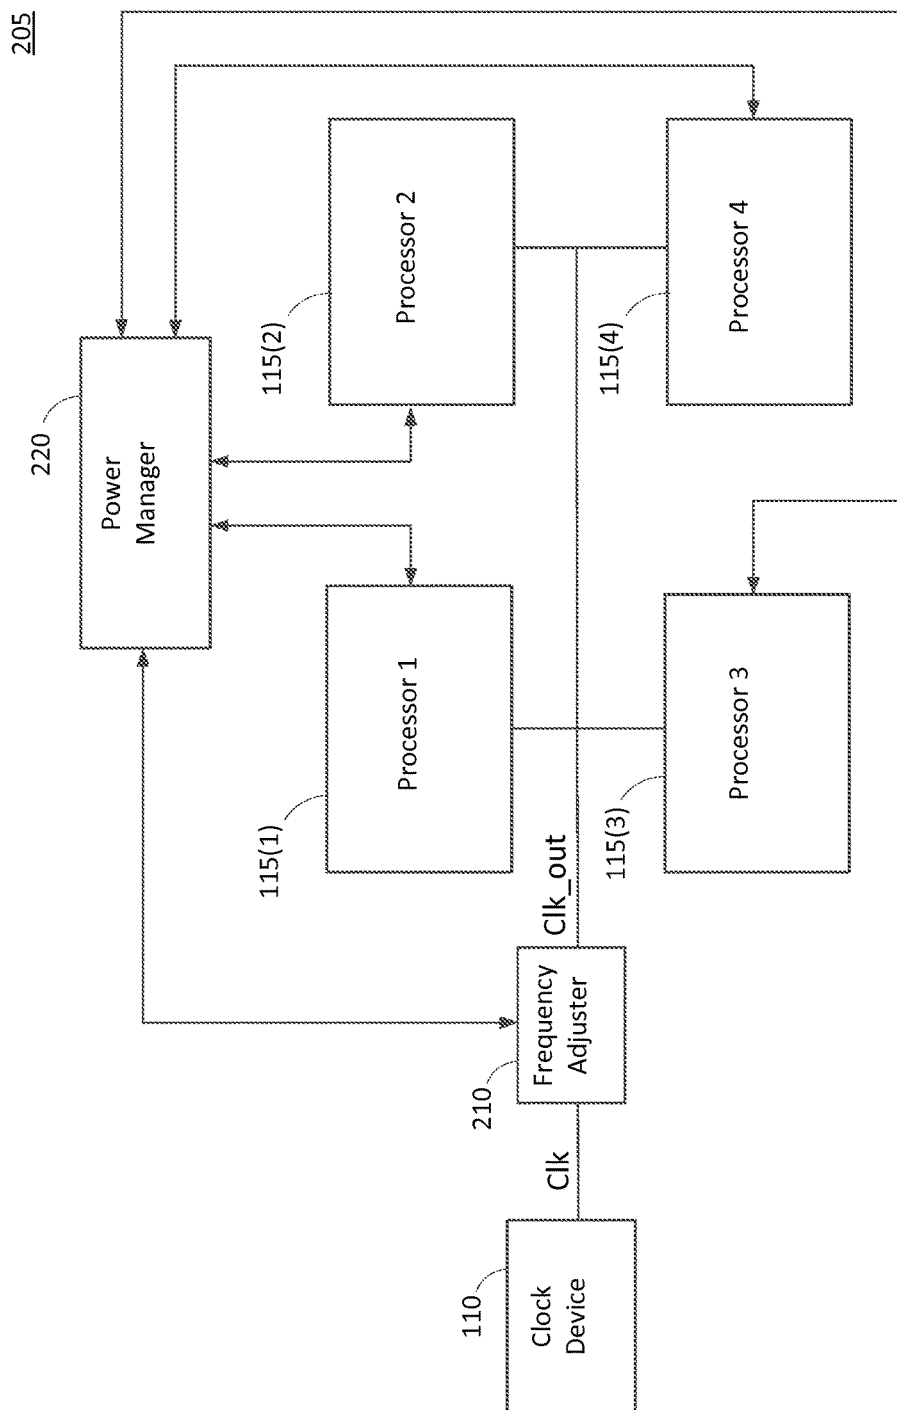 205
220
Power
Manager
115(1)
Processor 1
115(2)
Processor 2
110
Clock
Device
Clk
210
Frequency
Adjuster
Clk_out
115(3)
Processor 3
115(4)
Processor 4